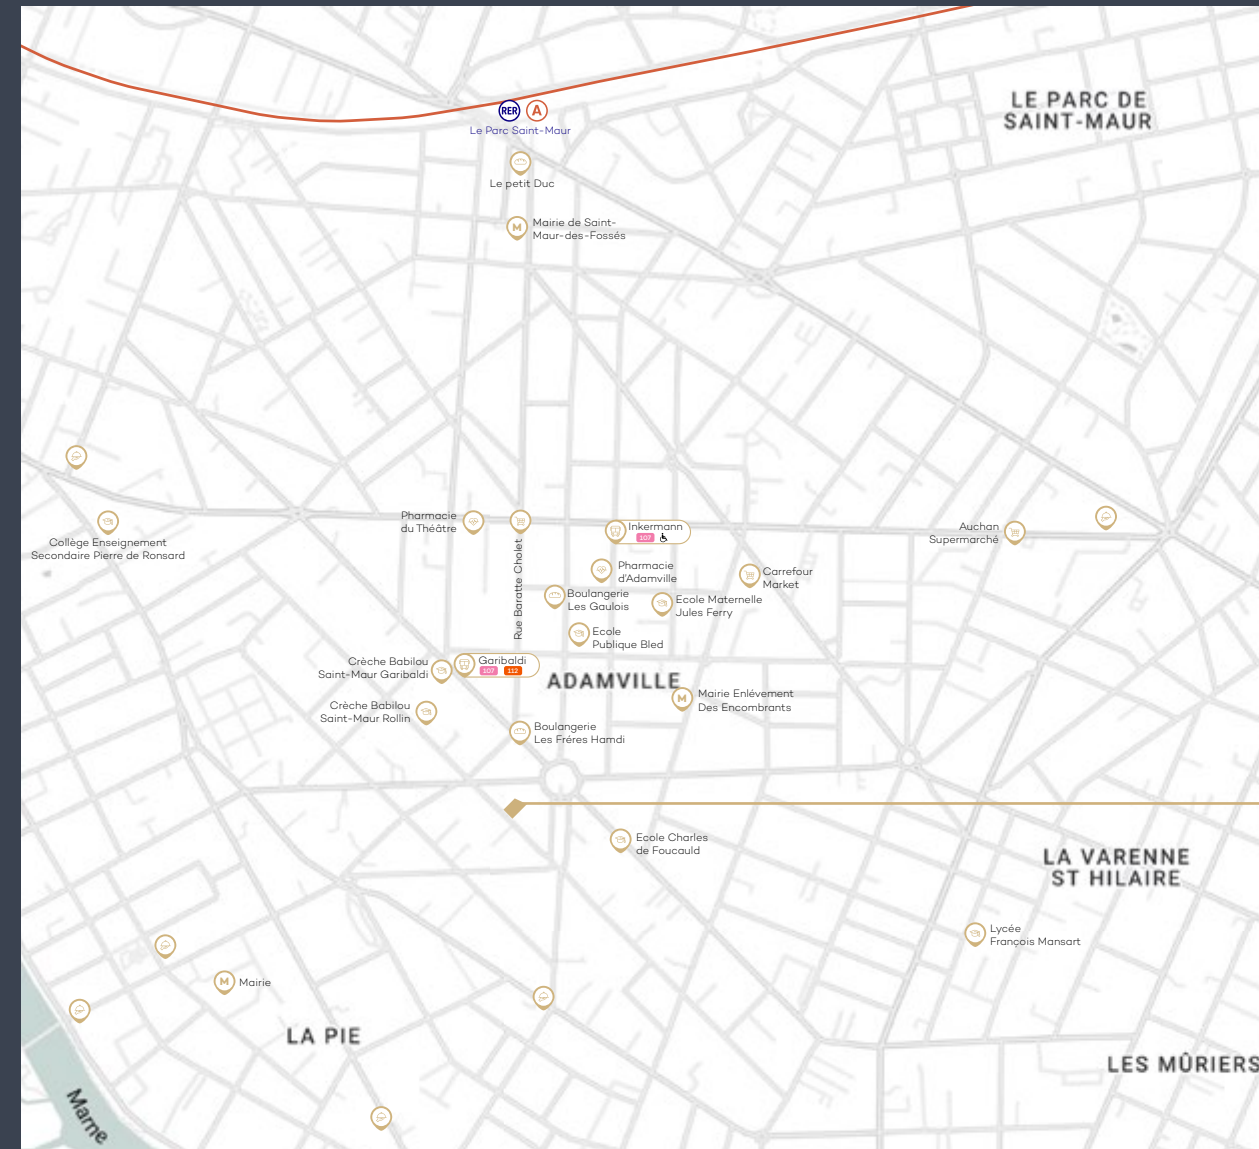 LE PARC DE
SAINT-MAUR
RER A
Le Parc Saint-Maur
Le petit Duc
M
Mairie de Saint-
Maur-des-Fossés
Pharmacie
du Théâtre
Inkermann
107
Auchan
Supermarché
Collège Enseignement
Secondaire Pierre de Ronsard
Rue Baratte Cholet
Pharmacie
d'Adamville
Carrefour
Market
Boulangerie
Les Gaulois
Ecole Maternelle
Jules Ferry
Ecole
Publique Bled
Crèche Babilou
Saint-Maur Garibaldi
Garibaldi
107 112
ADAMVILLE
M
Mairie Enlévement
Des Encombrants
Crèche Babilou
Saint-Maur Rollin
Boulangerie
Les Fréres Hamdi
Ecole Charles
de Foucauld
LA VARENNE
ST HILAIRE
Lycée
François Mansart
M
Mairie
LA PIE
LES MÛRIERS
Marne